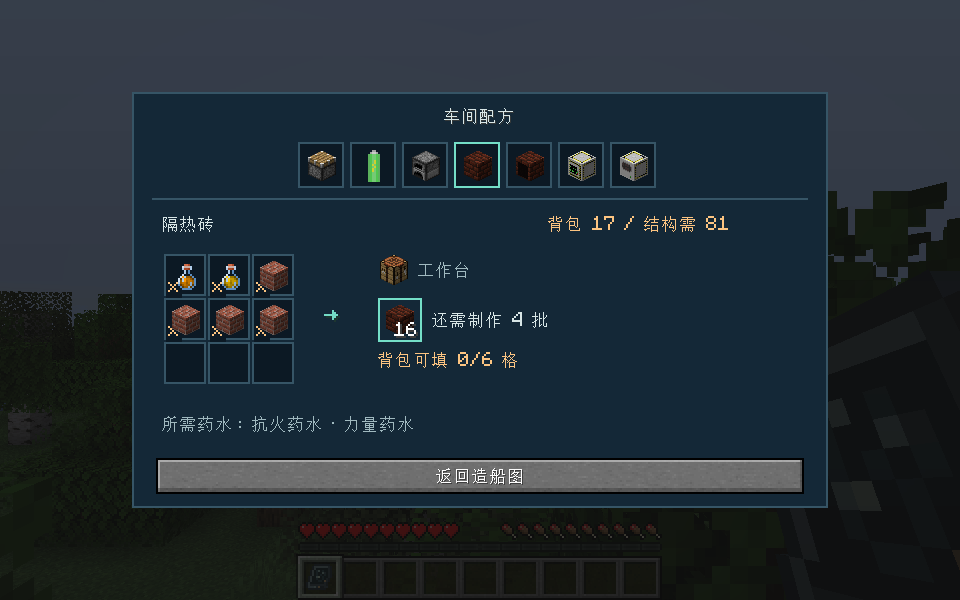 车间配方
隔热砖
背包 17 / 结构需 81
工作台
16
还需制作 4 批
背包可填 0/6 格
所需药水：抗火药水 · 力量药水
返回造船图